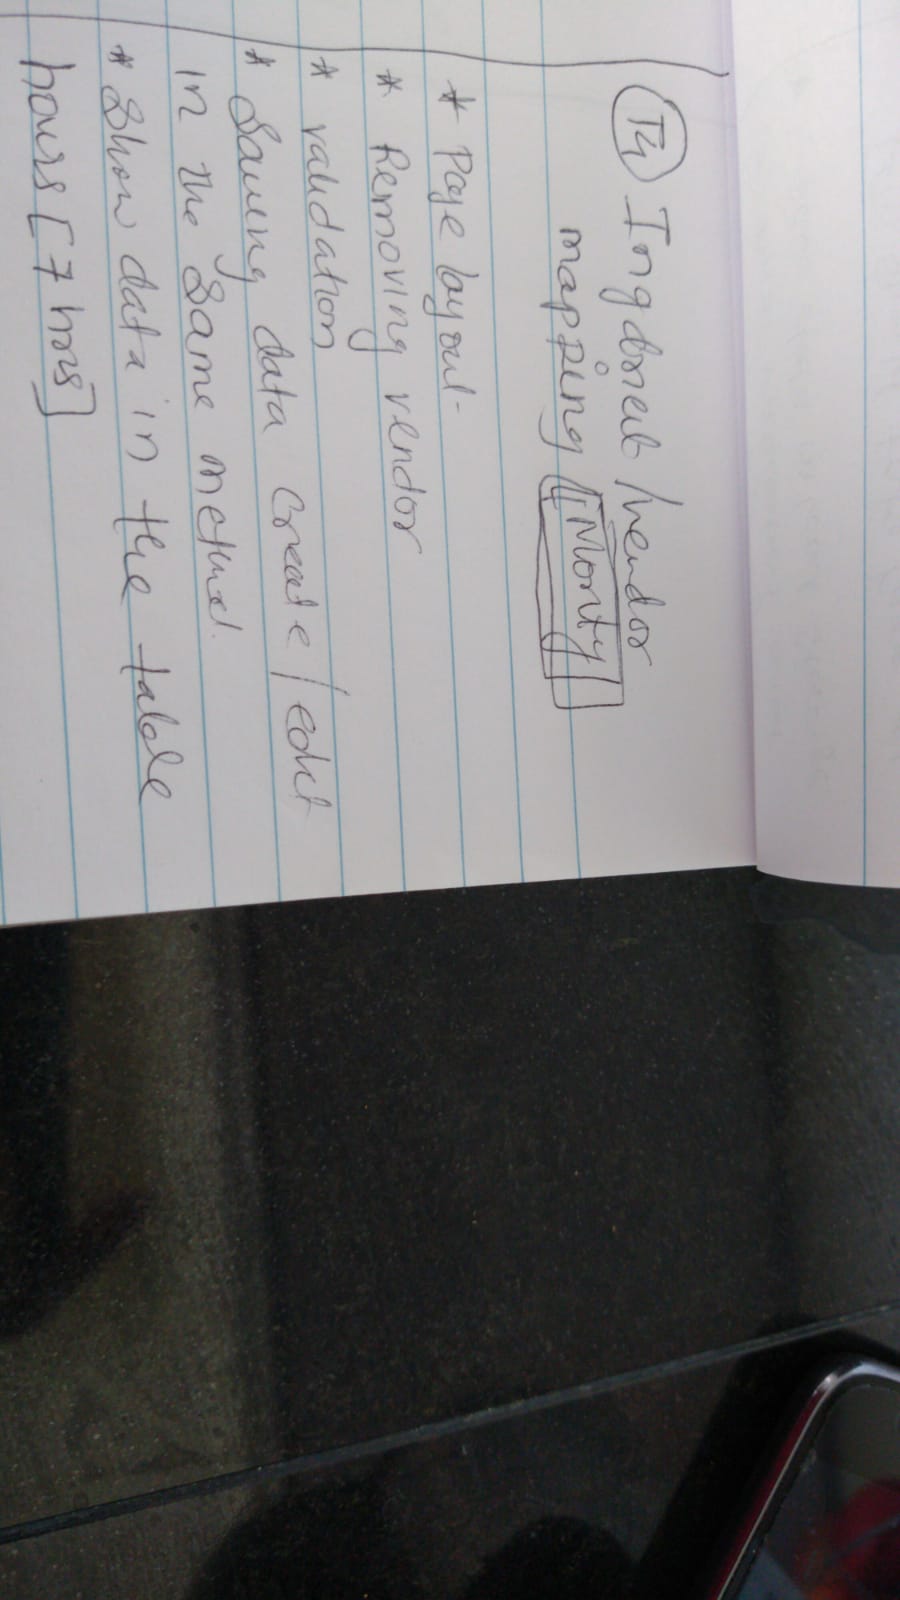 T4 Ingdrieut Vendor
mapping [Monty]
* Page layout
* Removing vendor
* validation
* Saving data create/edit
in the same method.
* Show data in the table
hours [7 hrs]